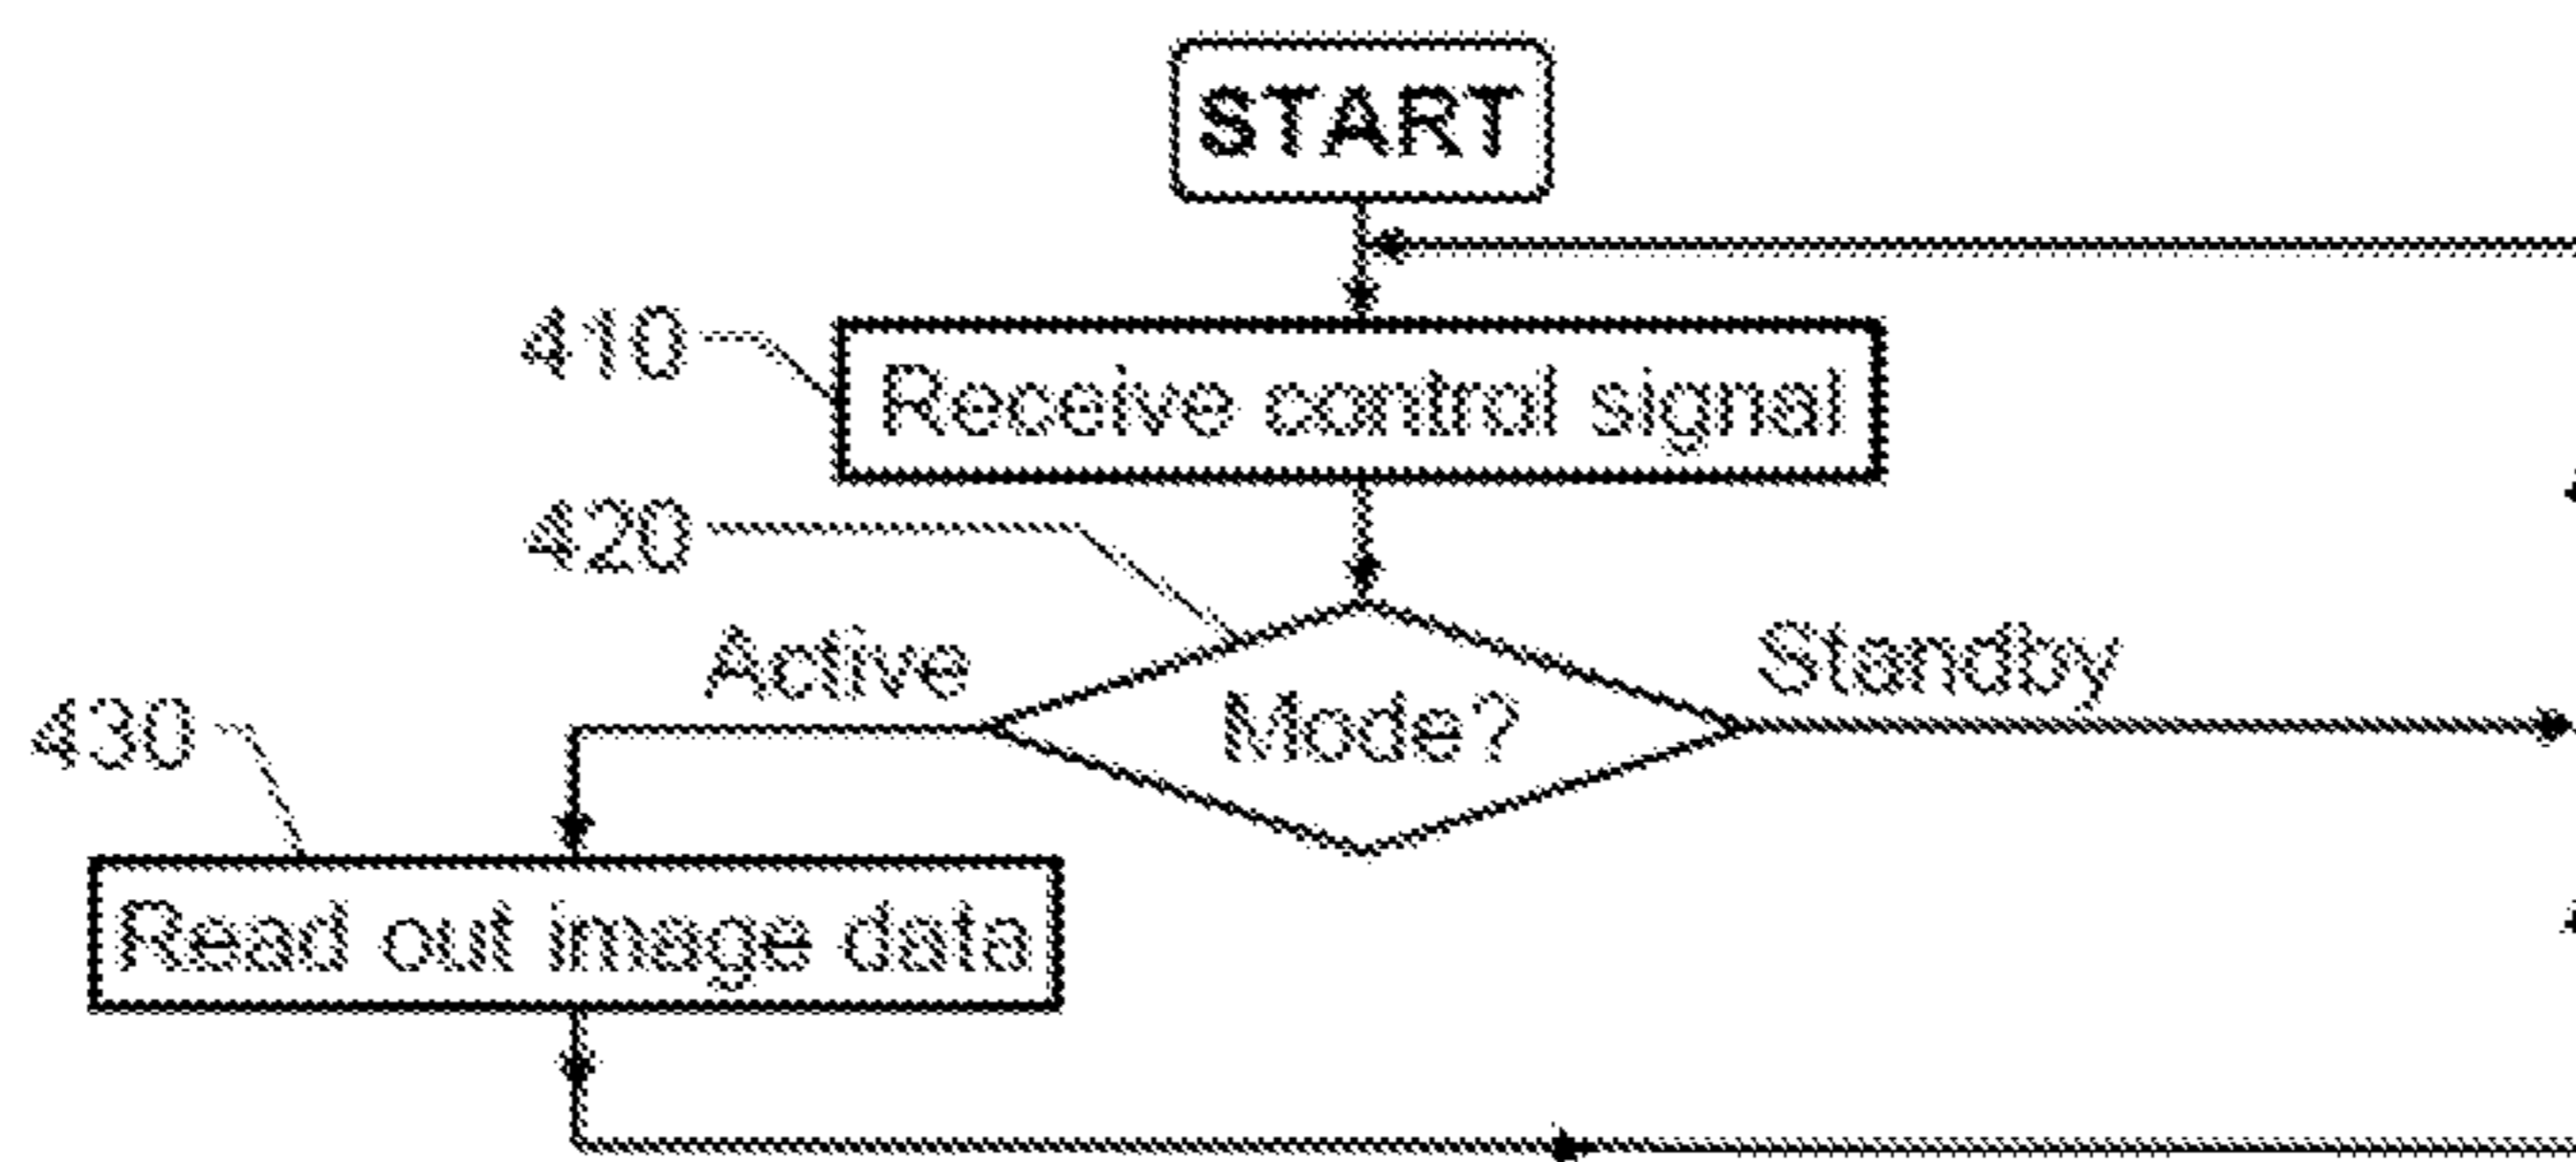 START
410
Receive control signal
420
Active
Standby
Mode?
430
Read out image data